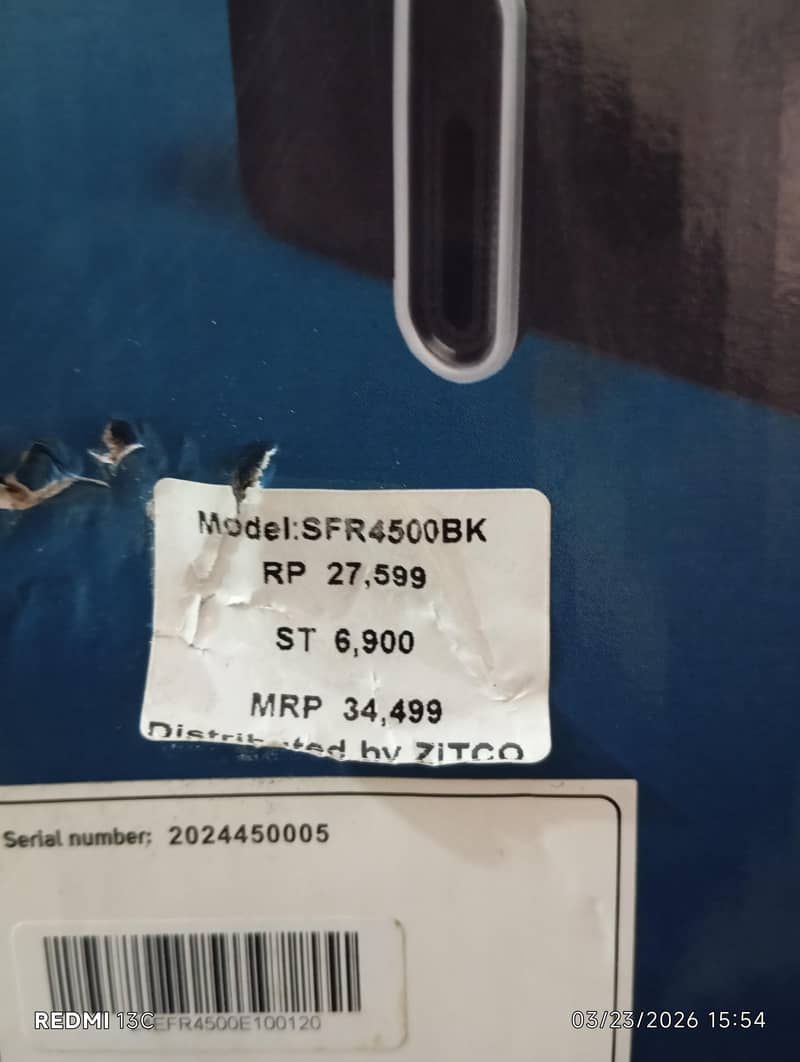 Model:SFR4500BK
RP 27,599
ST 6,900
MRP 34,499
Distributed by ZiTCO
Serial number: 2024450005
EFR4500E100120
REDMI 13C
03/23/2026 15:54